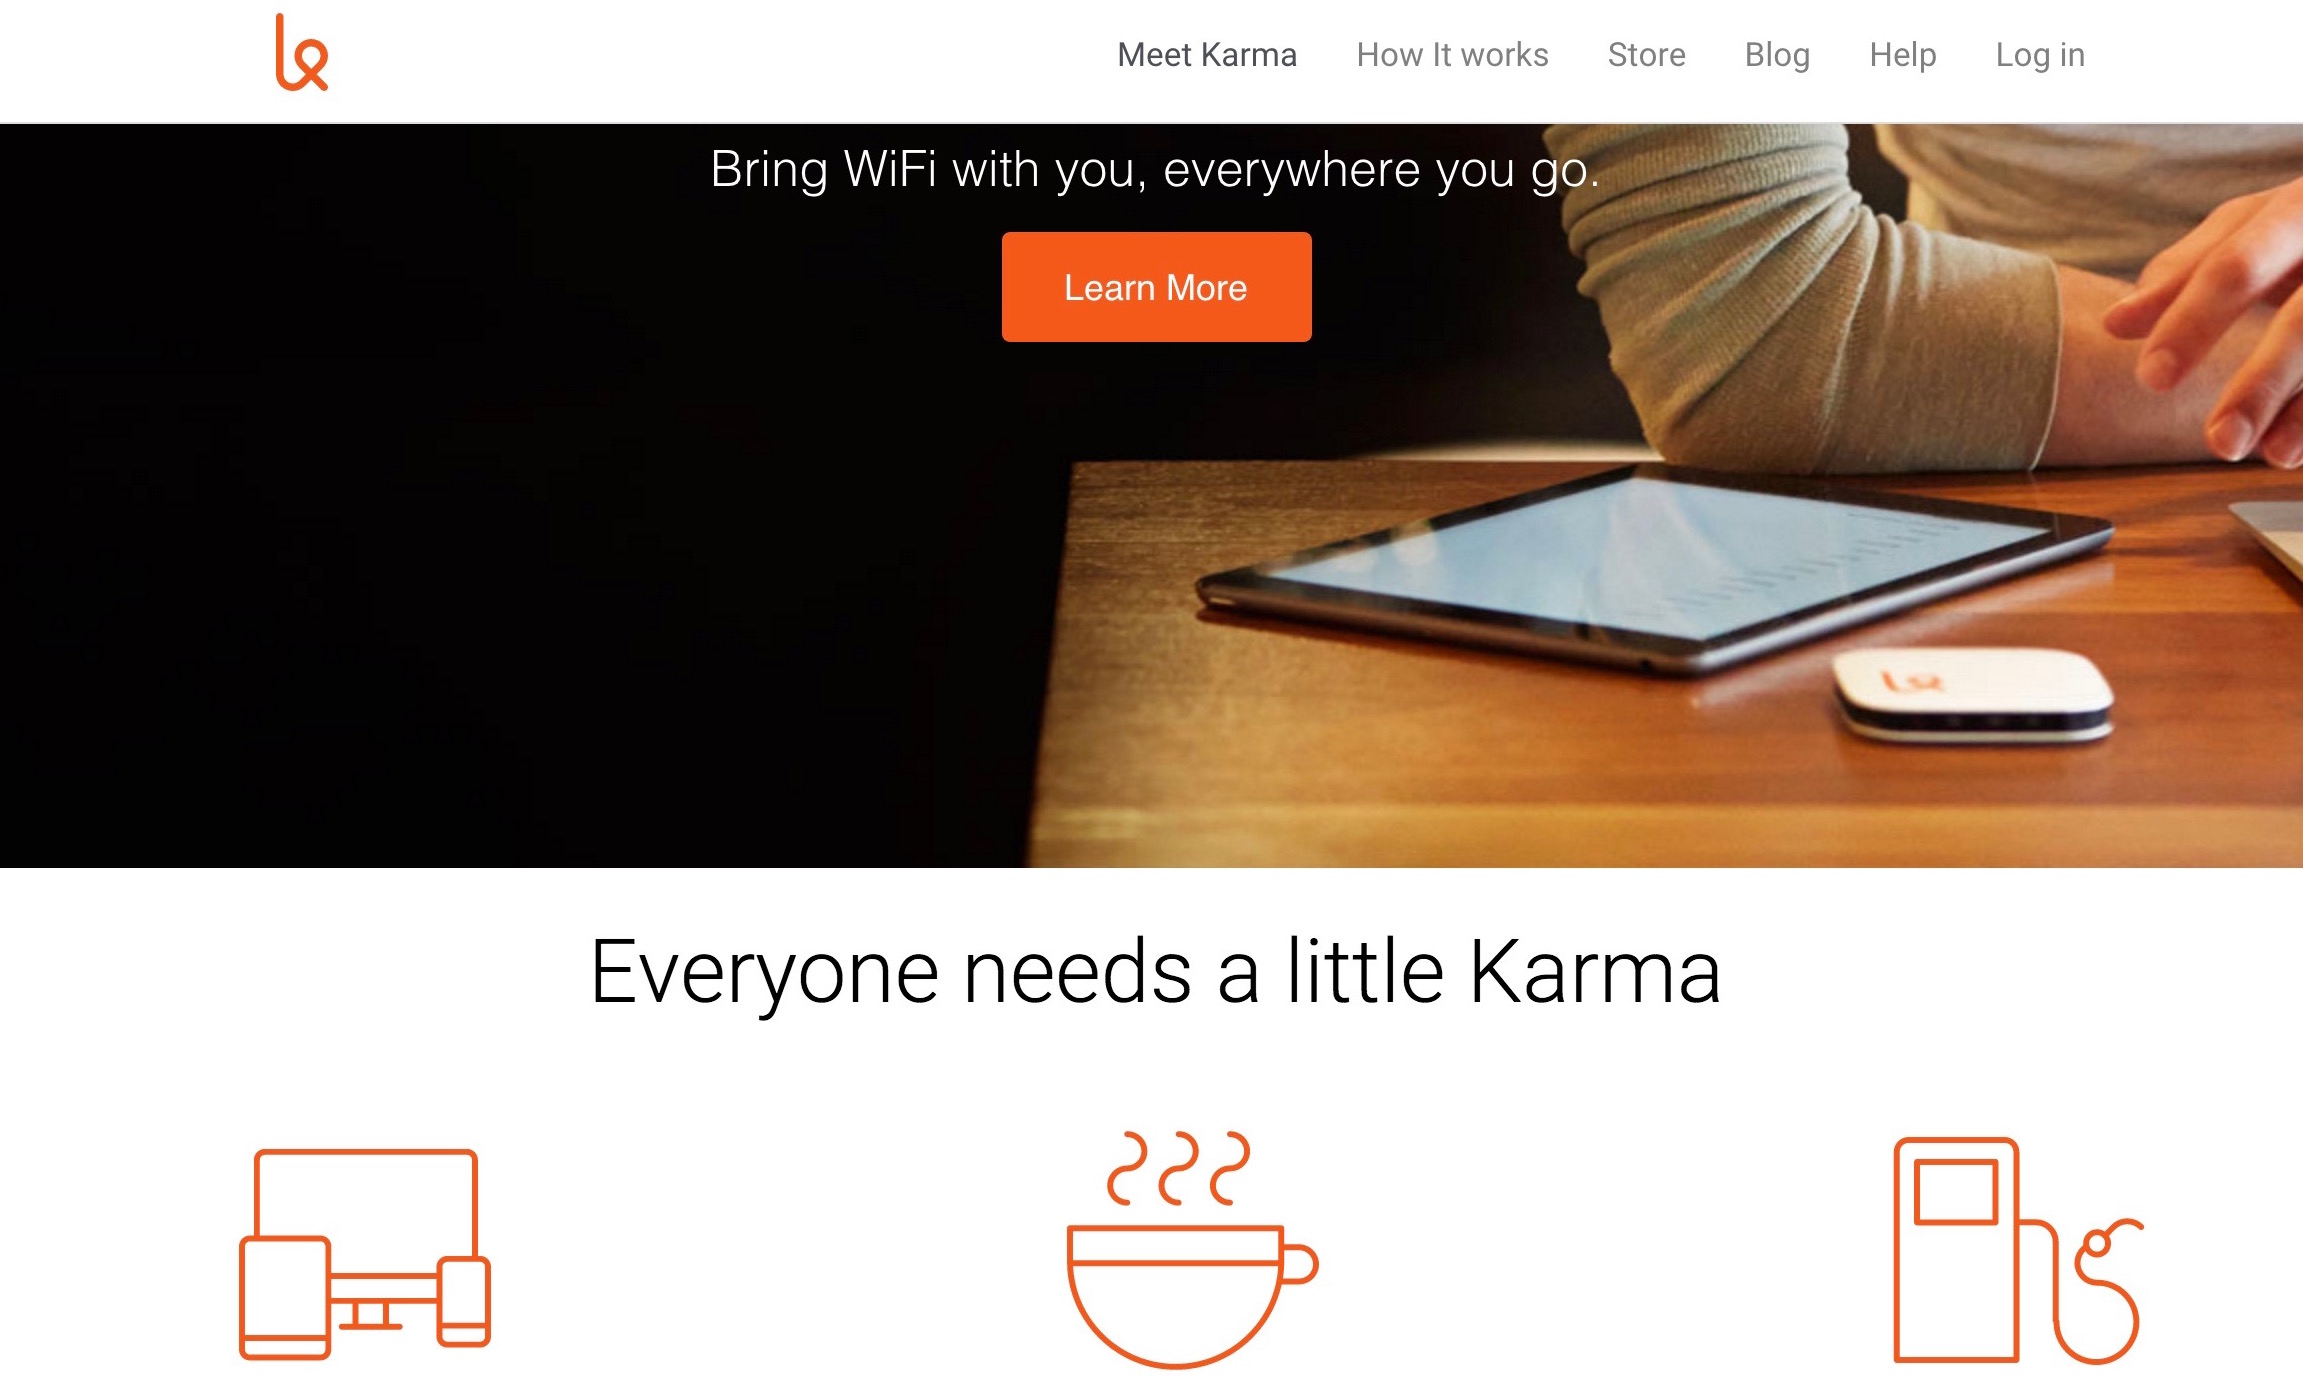 Meet Karma How It works Store Blog Help Log in
Bring WiFi with you, everywhere you go.
Learn More
Everyone needs a little Karma